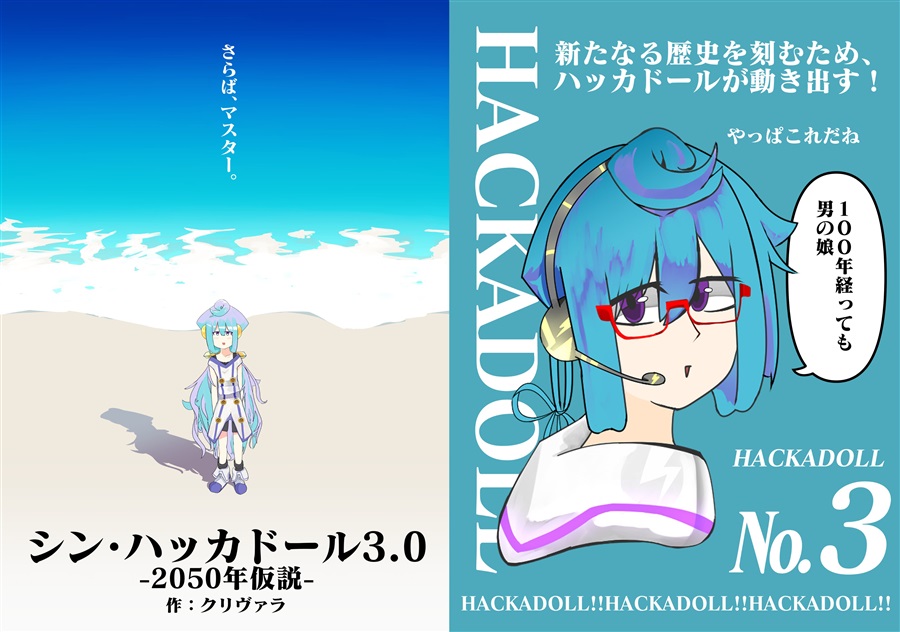 さらば、マスター。
シン・ハッカドール3.0
-2050年仮説-
作：クリヴァラ
HACKADOLL
新たなる歴史を刻むため、
ハッカドールが動き出す！
やっぱこれだね
１００年経っても
男の娘
HACKADOLL
No.3
HACKADOLL!!HACKADOLL!!HACKADOLL!!